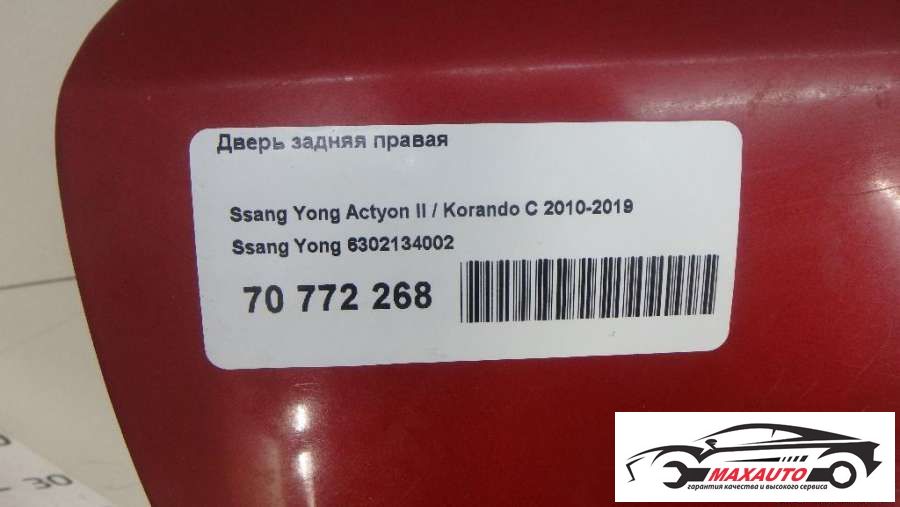 Дверь задняя правая
Ssang Yong Actyon II / Korando C 2010-2019
Ssang Yong 6302134002
70 772 268
30
MAXAUTO
гарантия качества и высокого сервиса